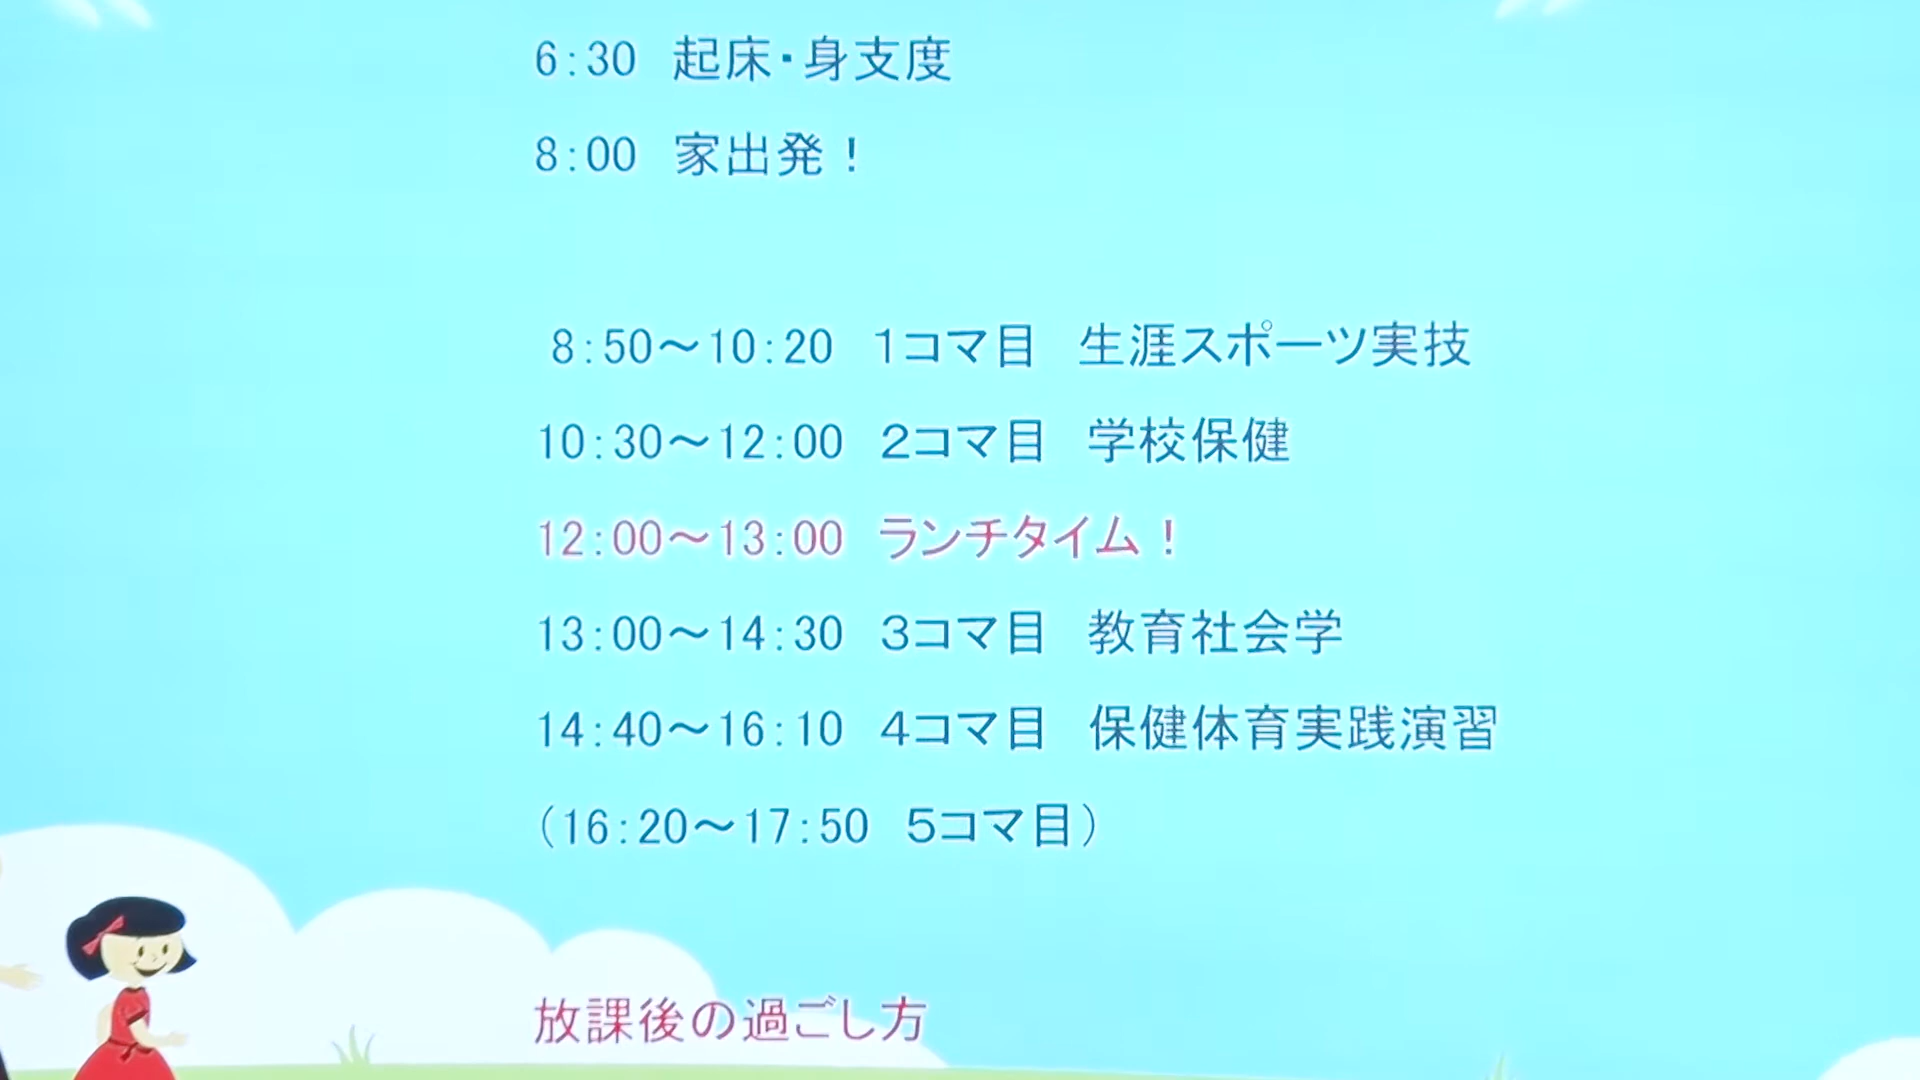 6:30 起床・身支度
8:00 家出発！
8:50～10:20 1コマ目 生涯スポーツ実技
10:30～12:00 2コマ目 学校保健
12:00～13:00 ランチタイム！
13:00～14:30 3コマ目 教育社会学
14:40～16:10 4コマ目 保健体育実践演習
（16:20～17:50 5コマ目）
放課後の過ごし方